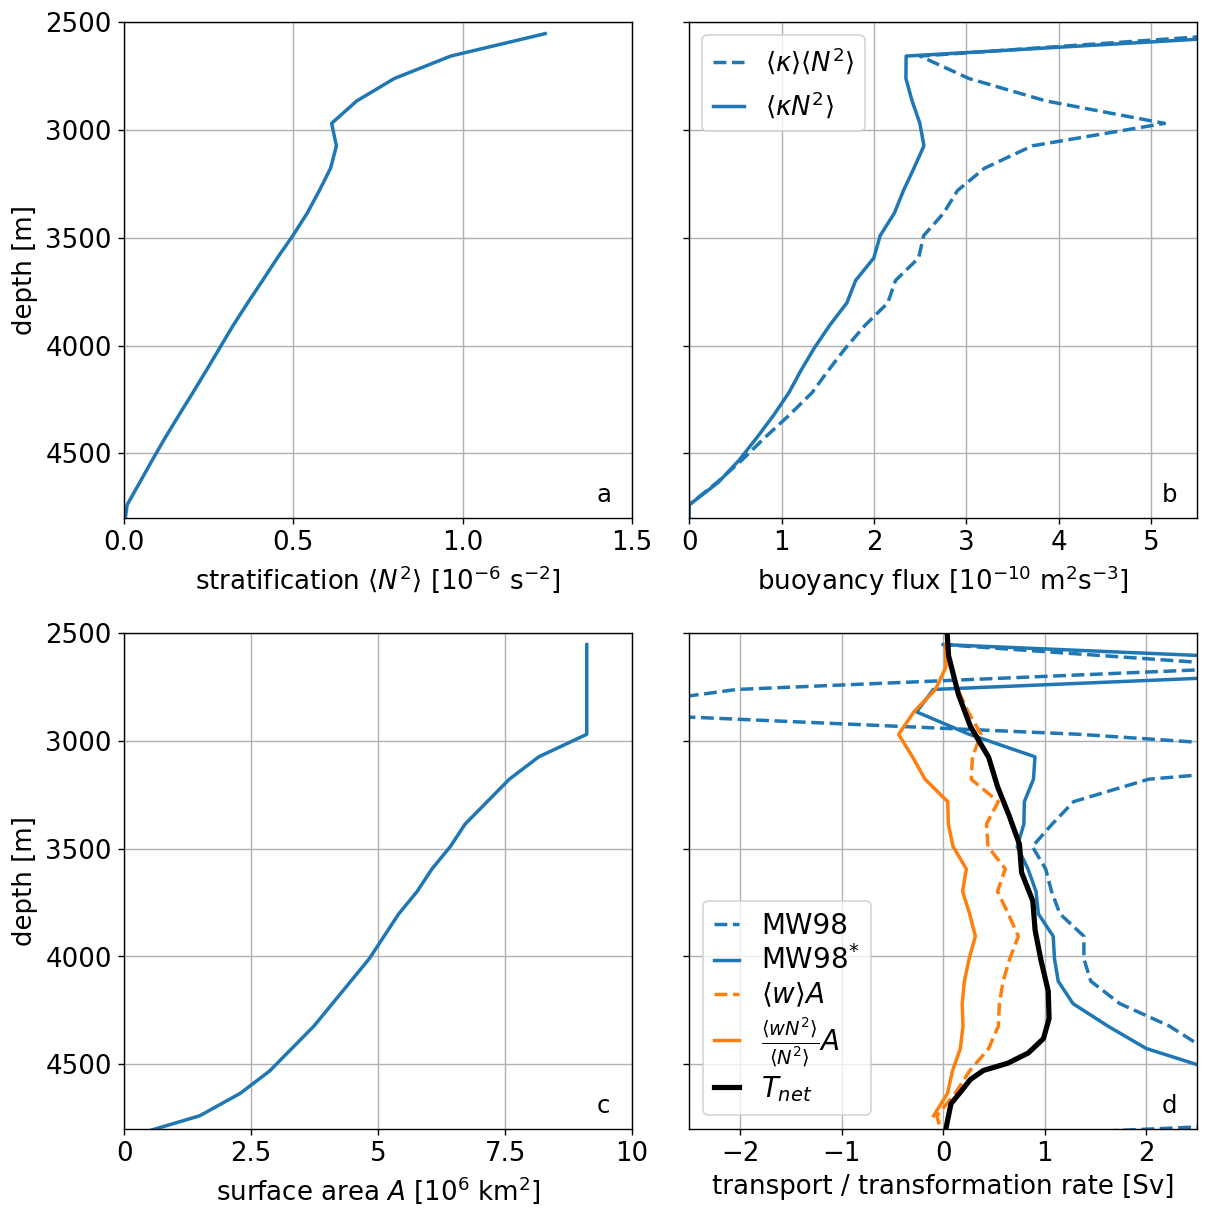 2500
3000
3500
4000
4500
depth [m]
0.0 0.5 1.0 1.5
stratification ⟨N²⟩ [10⁻⁶ s⁻²]
a
⟨κ⟩⟨N²⟩
⟨κN²⟩
0 1 2 3 4 5
buoyancy flux [10⁻¹⁰ m²s⁻³]
b
2500
3000
3500
4000
4500
depth [m]
0 2.5 5 7.5 10
surface area A [10⁶ km²]
c
MW98
MW98*
⟨w⟩A
⟨wN²⟩/⟨N²⟩ A
T_net
−2 −1 0 1 2
transport / transformation rate [Sv]
d